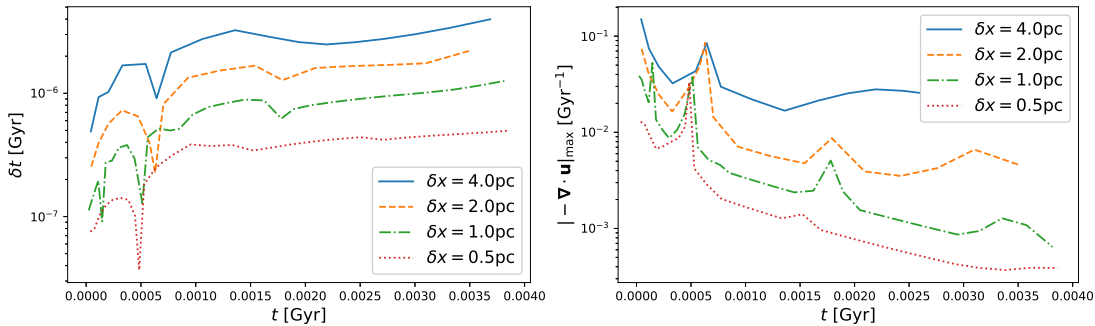 10⁻⁶
10⁻⁷
δt [Gyr]
δx = 4.0pc
δx = 2.0pc
δx = 1.0pc
δx = 0.5pc
0.0000 0.0005 0.0010 0.0015 0.0020 0.0025 0.0030 0.0035 0.0040
t [Gyr]
10⁻¹
10⁻²
10⁻³
| − ∇ · u|max [Gyr⁻¹]
δx = 4.0pc
δx = 2.0pc
δx = 1.0pc
δx = 0.5pc
0.0000 0.0005 0.0010 0.0015 0.0020 0.0025 0.0030 0.0035 0.0040
t [Gyr]